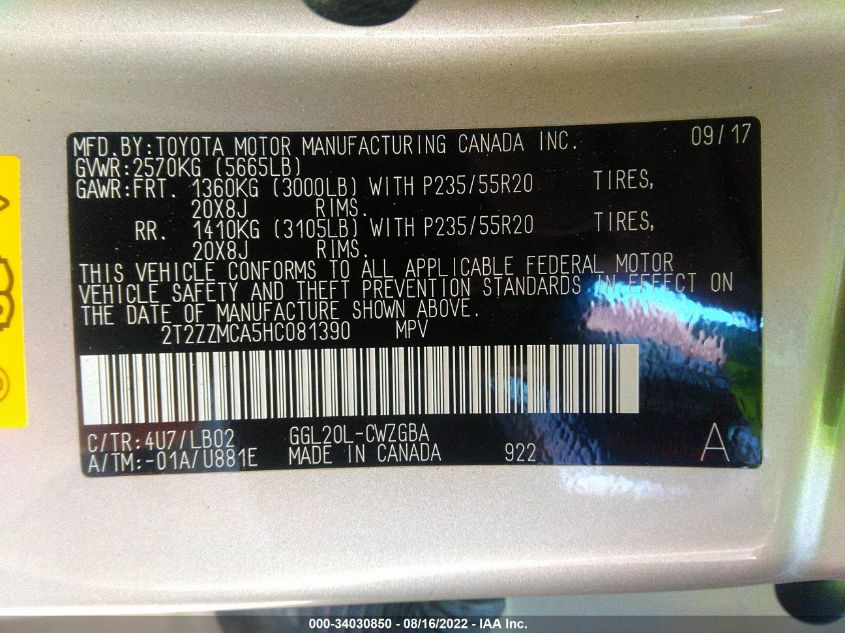 MFD.BY:TOYOTA MOTOR MANUFACTURING CANADA INC. 09/17
GVWR:2570KG (5665LB)
GAWR:FRT. 1360KG (3000LB) WITH P235/55R20 TIRES,
20X8J RIMS.
RR. 1410KG (3105LB) WITH P235/55R20 TIRES,
20X8J RIMS.
THIS VEHICLE CONFORMS TO ALL APPLICABLE FEDERAL MOTOR
VEHICLE SAFETY AND THEFT PREVENTION STANDARDS IN EFFECT ON
THE DATE OF MANUFACTURE SHOWN ABOVE.
2T2ZZMCA5HC081390 MPV
C/TR:4U7/LB02 GGL20L-CWZGBA A
A/TM:-01A/U881E MADE IN CANADA 922
000-34030850 - 08/16/2022 - IAA Inc.